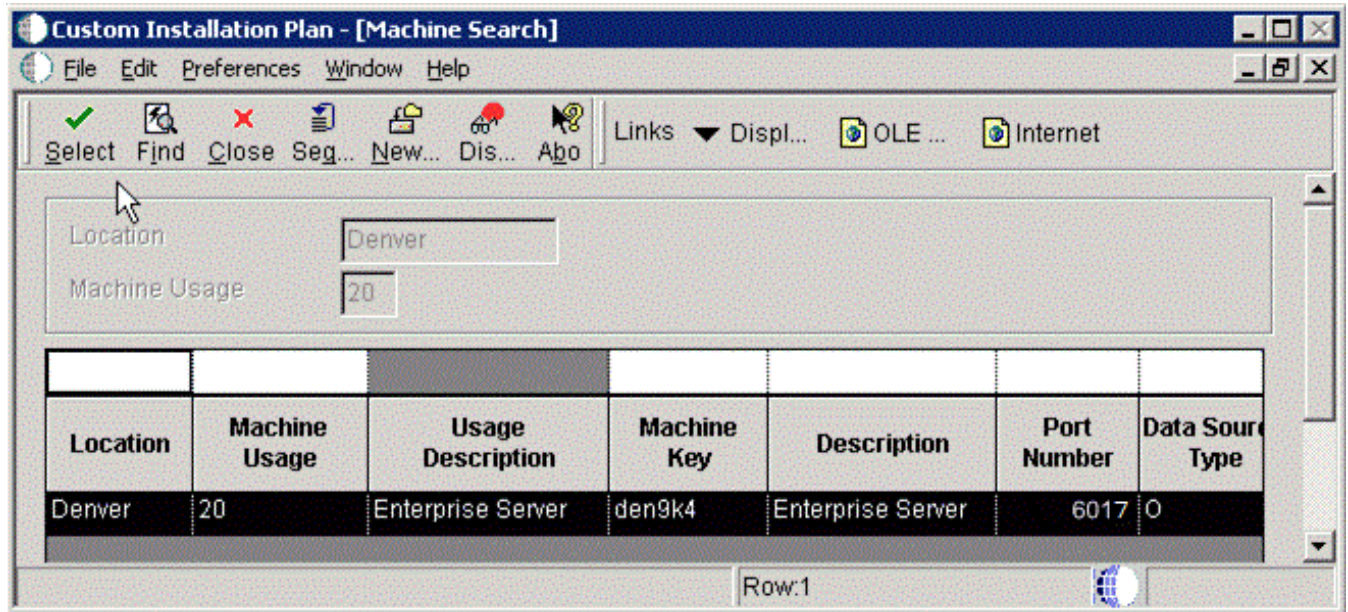 Custom Installation Plan - [Machine Search]
File Edit Preferences Window Help
Select Find Close Seq... New... Dis... Abo Links Displ... OLE ... Internet
Location Denver
Machine Usage 20
Location Machine Usage Usage Description Machine Key Description Port Number Data Sour Type
Denver 20 Enterprise Server den9k4 Enterprise Server 6017 O
Row:1